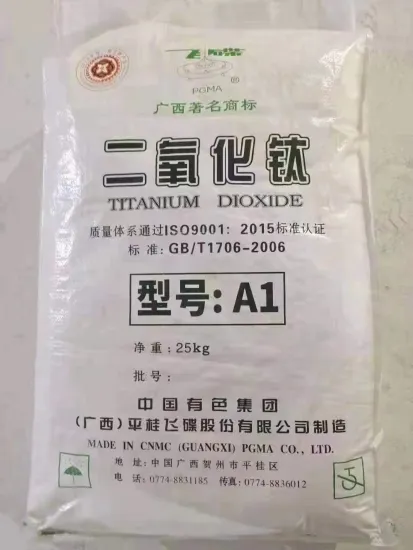 PGMA ®
广西著名商标
二氧化钛
TITANIUM DIOXIDE
质量体系通过ISO9001：2015标准认证
标 准：GB/T1706-2006
型号：A1
净 重：25kg
批 号：
中 国 有 色 集 团
（广西）平桂飞碟股份有限公司制造
MADE IN CNMC (GUANGXI) PGMA CO., LTD.
地 址：中国广西贺州市平桂区
电 话：0774-8831185 传真：0774-8836012